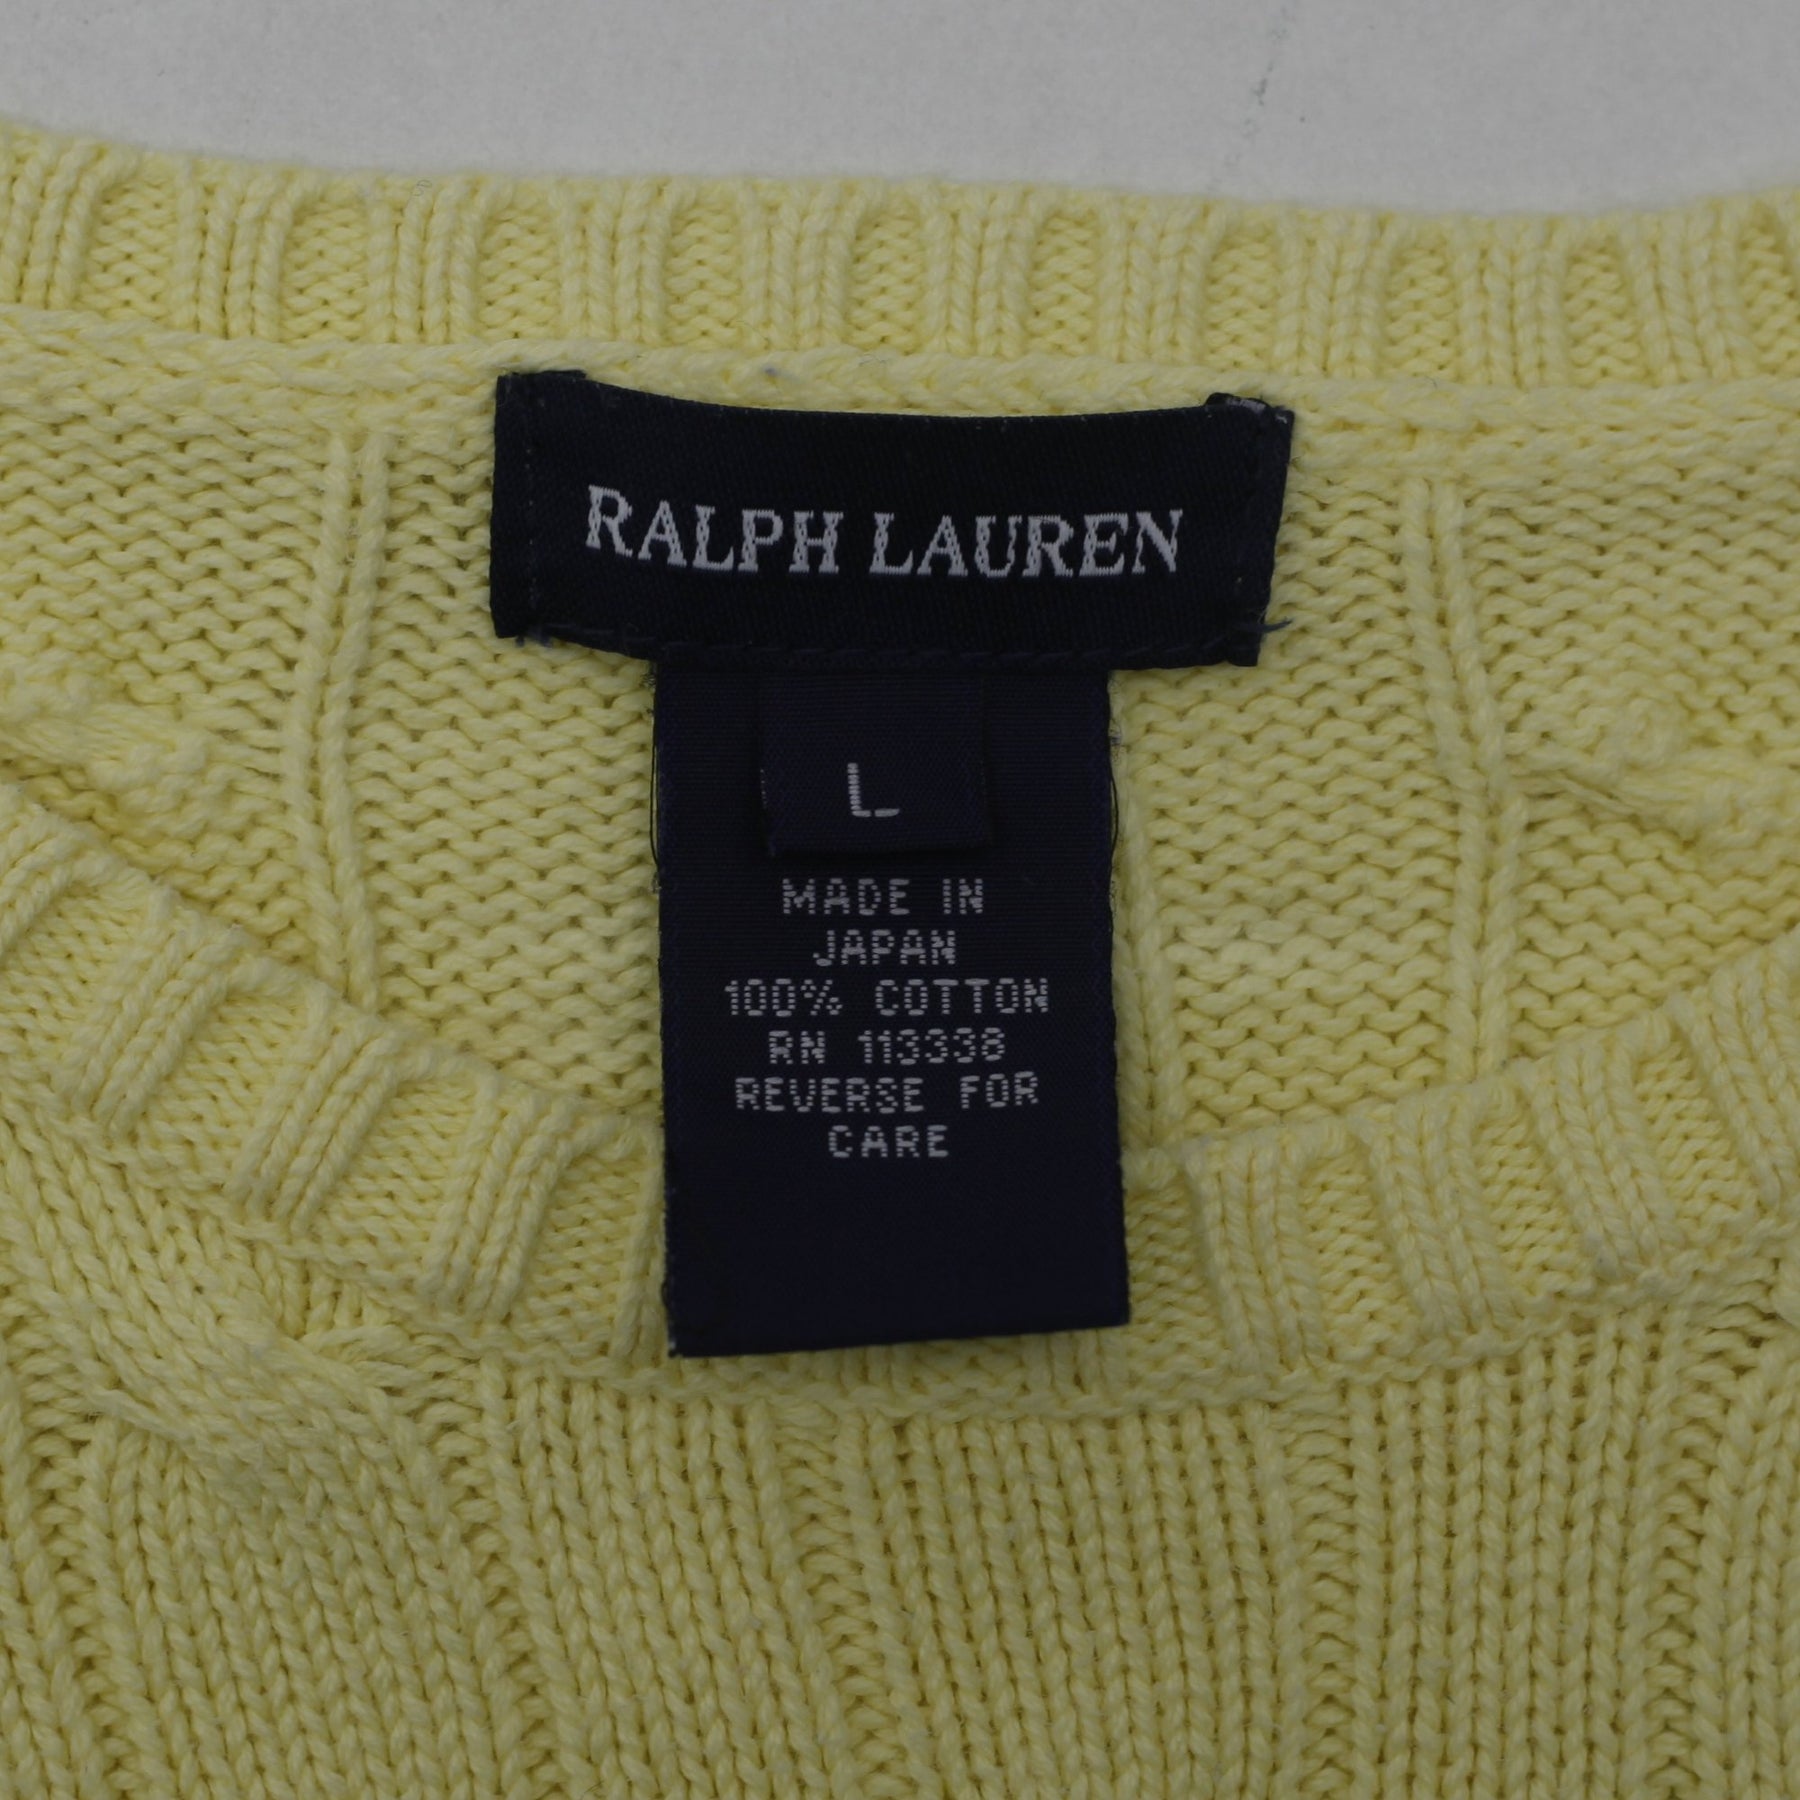 RALPH LAUREN
L
MADE IN
JAPAN
100% COTTON
RN 113338
REVERSE FOR
CARE